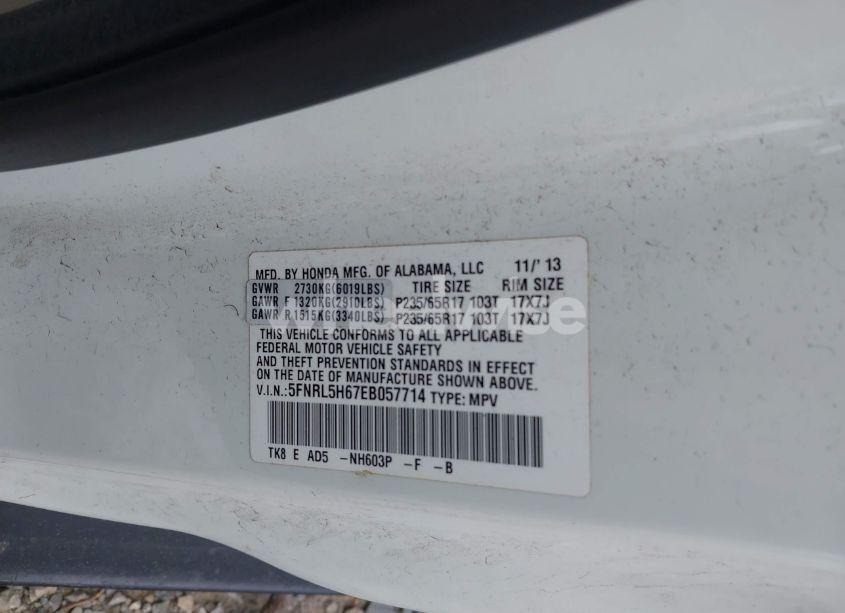 MFD. BY HONDA MFG. OF ALABAMA, LLC 11/' 13
GVWR 2730KG(6019LBS) TIRE SIZE RIM SIZE
GAWR F 1320KG(2910LBS) P235/65R17 103T 17X7J
GAWR R 1515KG(3340LBS) P235/65R17 103T 17X7J
THIS VEHICLE CONFORMS TO ALL APPLICABLE
FEDERAL MOTOR VEHICLE SAFETY
AND THEFT PREVENTION STANDARDS IN EFFECT
ON THE DATE OF MANUFACTURE SHOWN ABOVE.
V.I.N.:5FNRL5H67EB057714 TYPE: MPV
TK8 E AD5 -NH603P -F -B